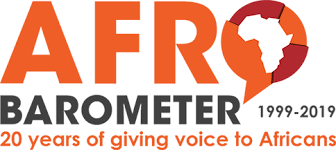 AFRO
BAROMETER 1999-2019
20 years of giving voice to Africans